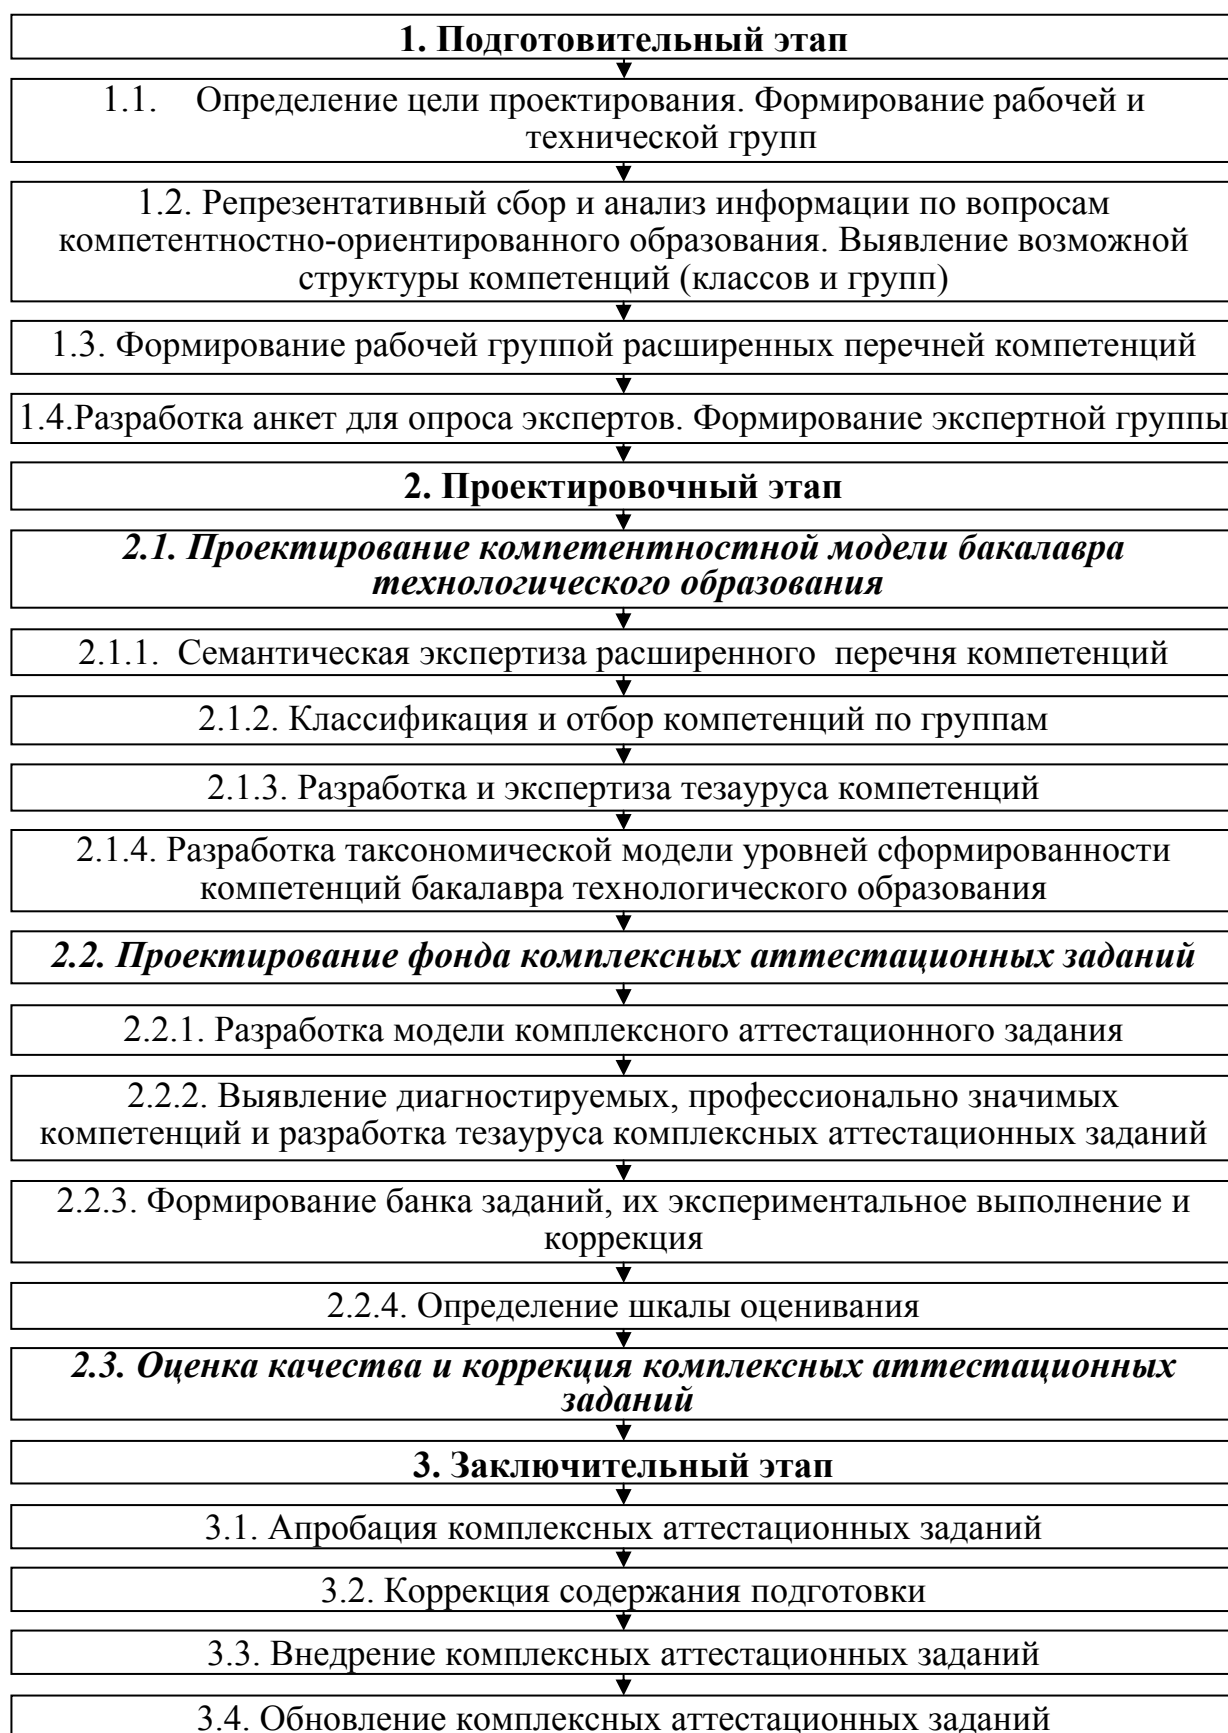 1. Подготовительный этап
1.1. Определение цели проектирования. Формирование рабочей и
технической групп
1.2. Репрезентативный сбор и анализ информации по вопросам
компетентностно-ориентированного образования. Выявление возможной
структуры компетенций (классов и групп)
1.3. Формирование рабочей группой расширенных перечней компетенций
1.4.Разработка анкет для опроса экспертов. Формирование экспертной группы
2. Проектировочный этап
2.1. Проектирование компетентностной модели бакалавра
технологического образования
2.1.1. Семантическая экспертиза расширенного перечня компетенций
2.1.2. Классификация и отбор компетенций по группам
2.1.3. Разработка и экспертиза тезауруса компетенций
2.1.4. Разработка таксономической модели уровней сформированности
компетенций бакалавра технологического образования
2.2. Проектирование фонда комплексных аттестационных заданий
2.2.1. Разработка модели комплексного аттестационного задания
2.2.2. Выявление диагностируемых, профессионально значимых
компетенций и разработка тезауруса комплексных аттестационных заданий
2.2.3. Формирование банка заданий, их экспериментальное выполнение и
коррекция
2.2.4. Определение шкалы оценивания
2.3. Оценка качества и коррекция комплексных аттестационных
заданий
3. Заключительный этап
3.1. Апробация комплексных аттестационных заданий
3.2. Коррекция содержания подготовки
3.3. Внедрение комплексных аттестационных заданий
3.4. Обновление комплексных аттестационных заданий